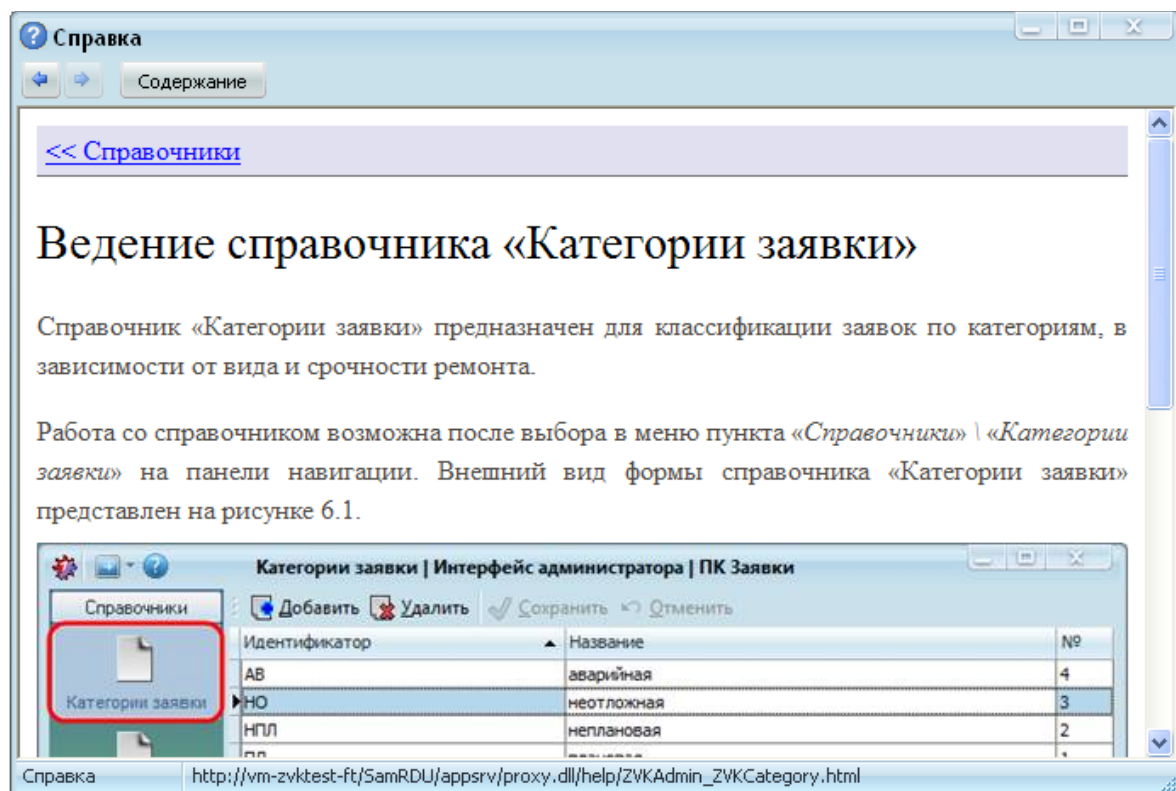 Справка
Содержание
<< Справочники
Ведение справочника «Категории заявки»
Справочник «Категории заявки» предназначен для классификации заявок по категориям, в
зависимости от вида и срочности ремонта.
Работа со справочником возможна после выбора в меню пункта «Справочники» \ «Категории
заявки» на панели навигации. Внешний вид формы справочника «Категории заявки»
представлен на рисунке 6.1.
Категории заявки | Интерфейс администратора | ПК Заявки
Справочники Добавить Удалить Сохранить Отменить
Идентификатор Название №
АВ аварийная 4
Категории заявки НО неотложная 3
НПЛ неплановая 2
Справка http://vm-zvktest-ft/SamRDU/appsrv/proxy.dll/help/ZVKAdmin_ZVKCategory.html